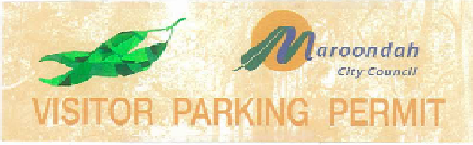 Maroondah
City Council
VISITOR PARKING PERMIT